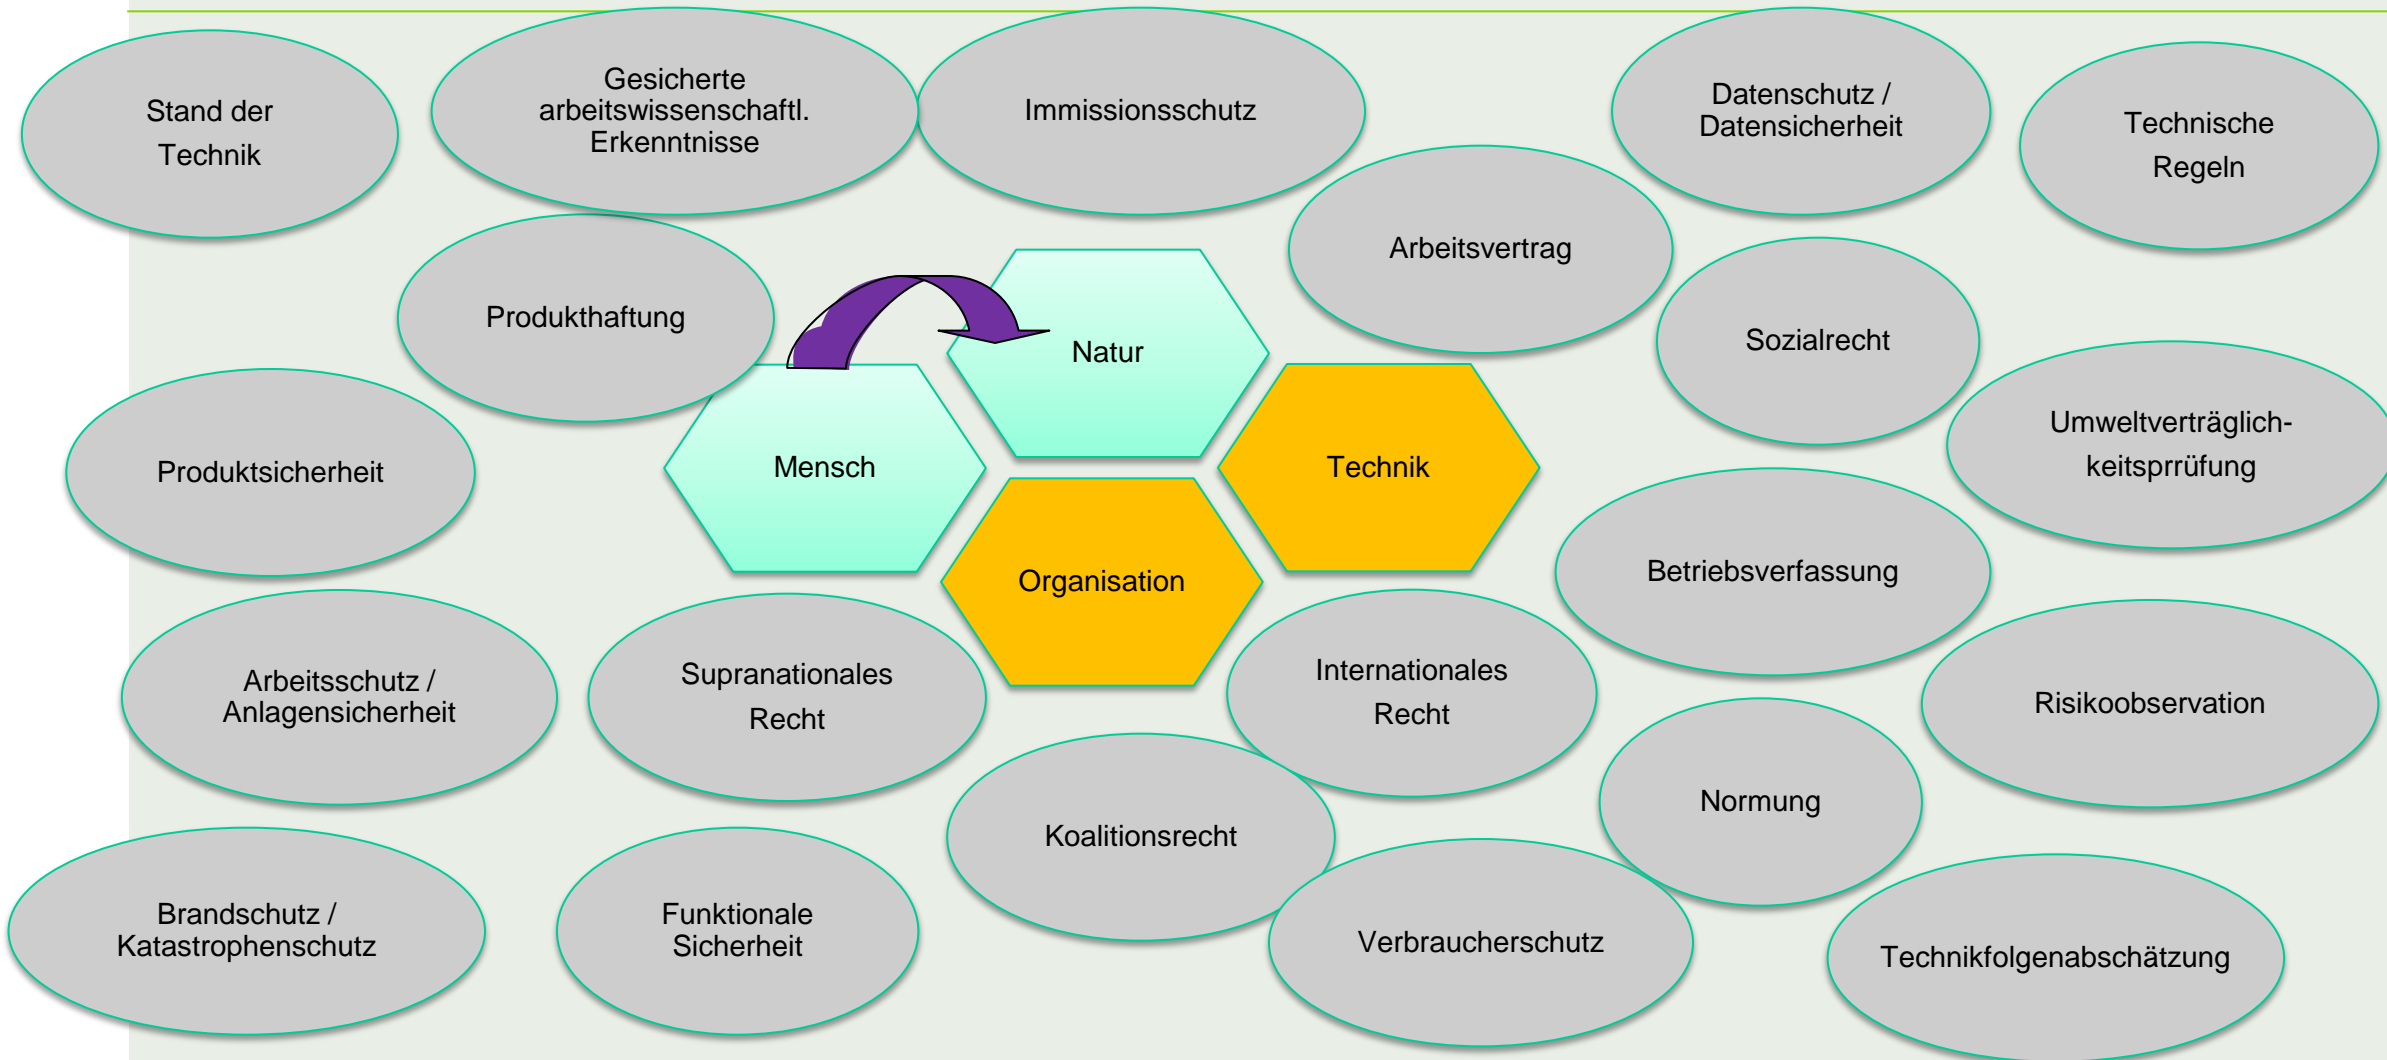 Stand der
Technik
Gesicherte
arbeitswissenschaftl.
Erkenntnisse
Immissionsschutz
Datenschutz /
Datensicherheit
Technische
Regeln
Arbeitsvertrag
Produkthaftung
Natur
Sozialrecht
Umweltverträglich-
keitsprrüfung
Produktsicherheit
Mensch
Technik
Organisation
Betriebsverfassung
Arbeitsschutz /
Anlagensicherheit
Supranationales
Recht
Internationales
Recht
Risikoobservation
Normung
Koalitionsrecht
Brandschutz /
Katastrophenschutz
Funktionale
Sicherheit
Verbraucherschutz
Technikfolgenabschätzung